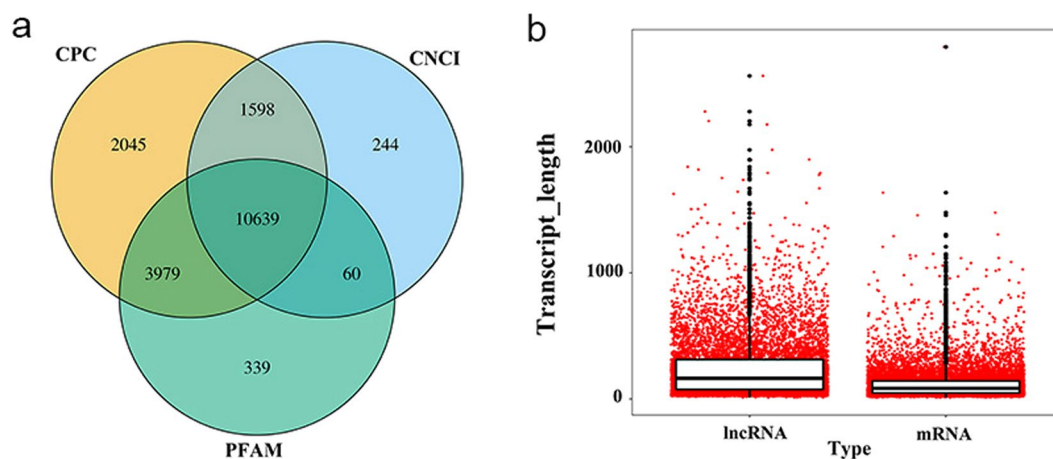 a
CPC
CNCI
1598
2045
244
10639
3979
60
339
PFAM
b
Transcript_length
2000
1000
0
lncRNA
mRNA
Type